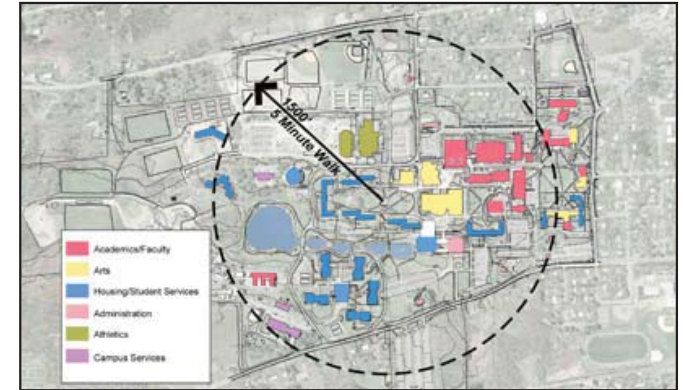 1500'
5 Minute Walk
Academics/Faculty
Arts
Housing/Student Services
Administration
Athletics
Campus Services